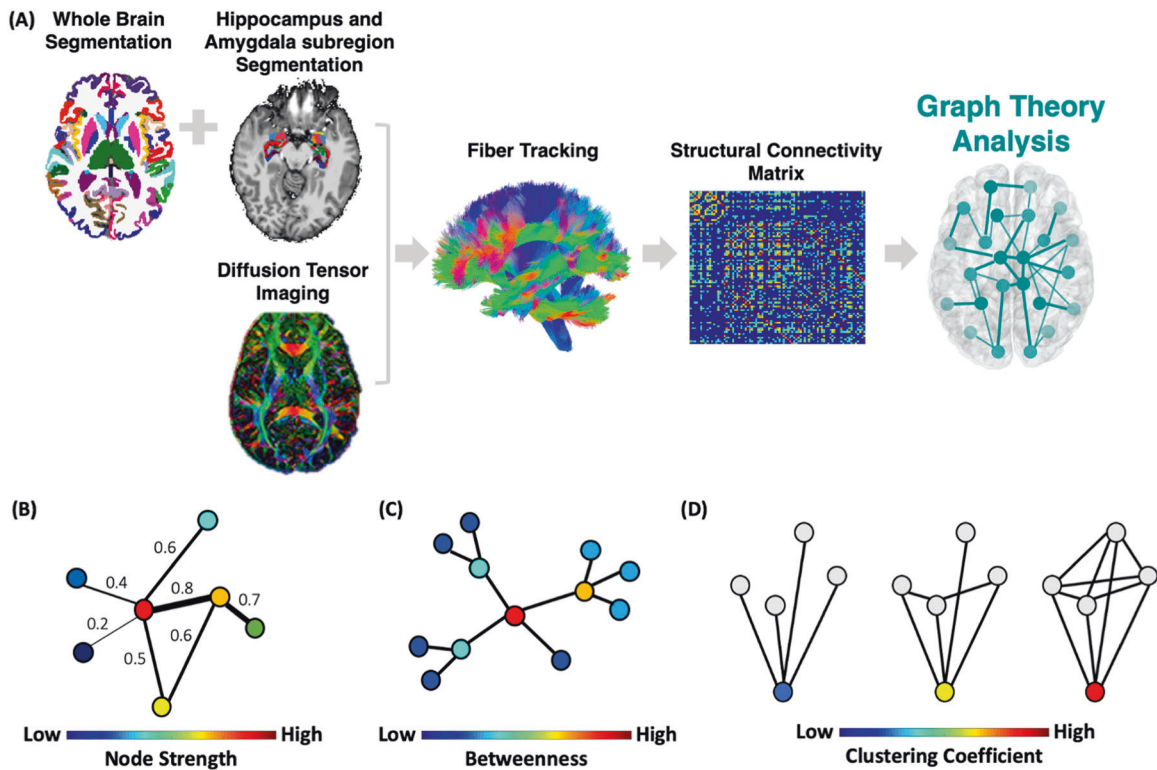 (A)
Whole Brain
Segmentation
Hippocampus and
Amygdala subregion
Segmentation
Diffusion Tensor
Imaging
Fiber Tracking
Structural Connectivity
Matrix
Graph Theory
Analysis
(B)
0.6
0.4
0.8
0.7
0.2
0.6
0.5
Low
High
Node Strength
(C)
Low
High
Betweenness
(D)
Low
High
Clustering Coefficient